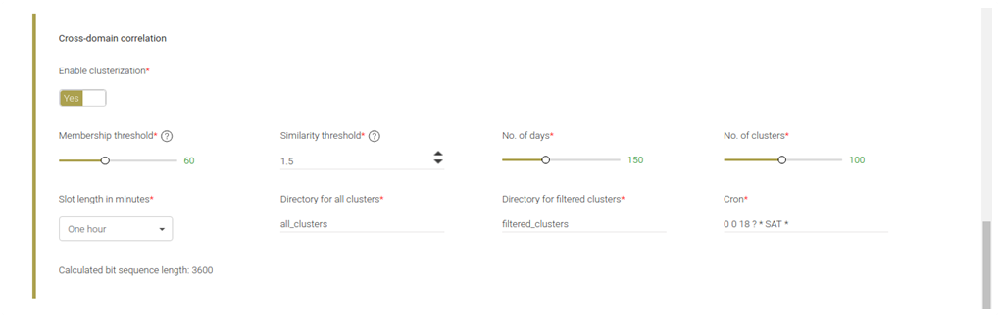 Cross-domain correlation
Enable clusterization*
Yes
Membership threshold* ? Similarity threshold* ? No. of days* No. of clusters*
60 1.5 150 100
Slot length in minutes* Directory for all clusters* Directory for filtered clusters* Cron*
One hour all_clusters filtered_clusters 0 0 18 ? * SAT *
Calculated bit sequence length: 3600